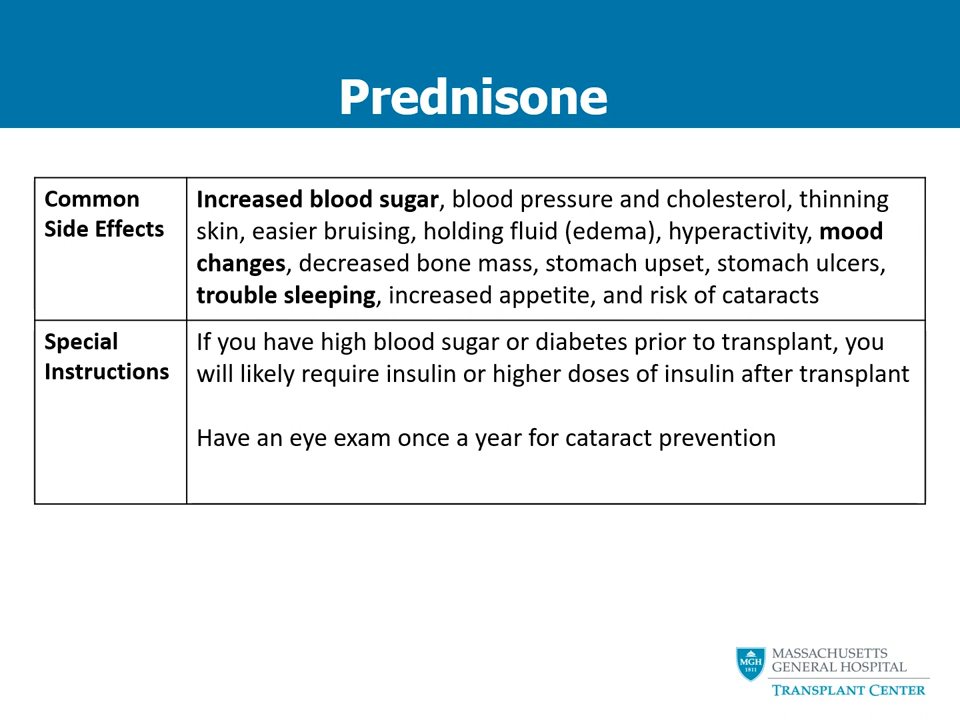 Prednisone
Common
Side Effects
Increased blood sugar, blood pressure and cholesterol, thinning
skin, easier bruising, holding fluid (edema), hyperactivity, mood
changes, decreased bone mass, stomach upset, stomach ulcers,
trouble sleeping, increased appetite, and risk of cataracts
Special
Instructions
If you have high blood sugar or diabetes prior to transplant, you
will likely require insulin or higher doses of insulin after transplant
Have an eye exam once a year for cataract prevention
MGH
1811
MASSACHUSETTS
GENERAL HOSPITAL
TRANSPLANT CENTER